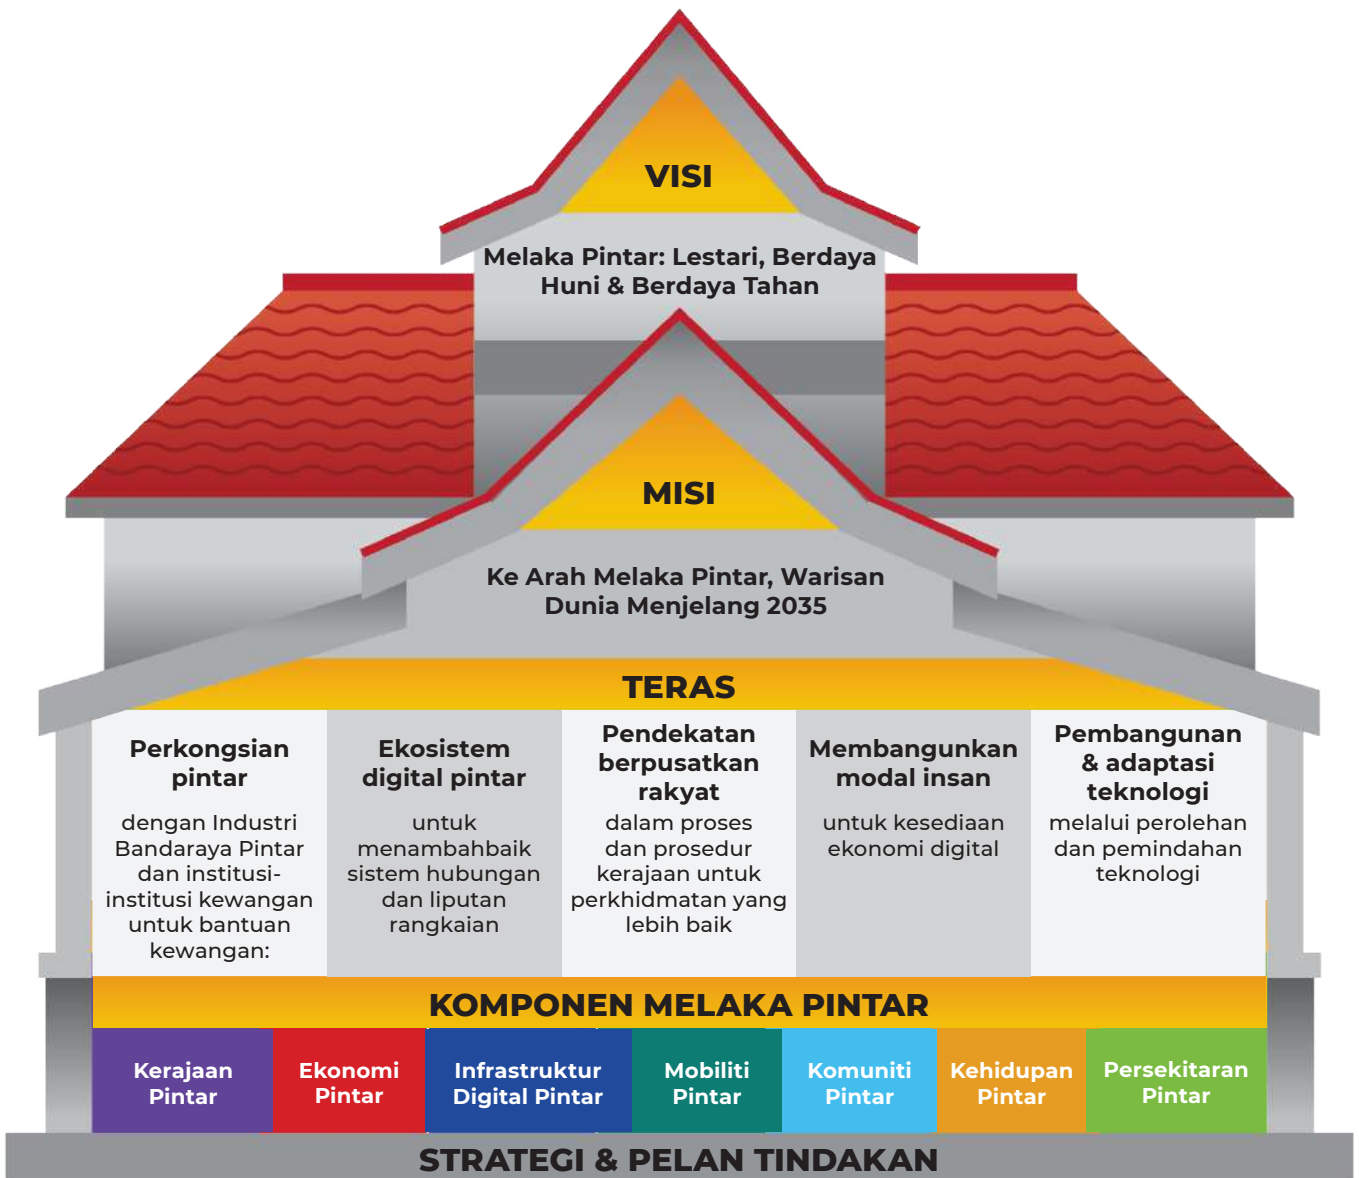 VISI
Melaka Pintar: Lestari, Berdaya
Huni & Berdaya Tahan
MISI
Ke Arah Melaka Pintar, Warisan
Dunia Menjelang 2035
TERAS
Perkongsian
pintar
dengan Industri
Bandaraya Pintar
dan institusi-
institusi kewangan
untuk bantuan
kewangan:
Ekosistem
digital pintar
untuk
menambahbaik
sistem hubungan
dan liputan
rangkaian
Pendekatan
berpusatkan
rakyat
dalam proses
dan prosedur
kerajaan untuk
perkhidmatan yang
lebih baik
Membangunkan
modal insan
untuk kesediaan
ekonomi digital
Pembangunan
& adaptasi
teknologi
melalui perolehan
dan pemindahan
teknologi
KOMPONEN MELAKA PINTAR
Kerajaan
Pintar
Ekonomi
Pintar
Infrastruktur
Digital Pintar
Mobiliti
Pintar
Komuniti
Pintar
Kehidupan
Pintar
Persekitaran
Pintar
STRATEGI & PELAN TINDAKAN